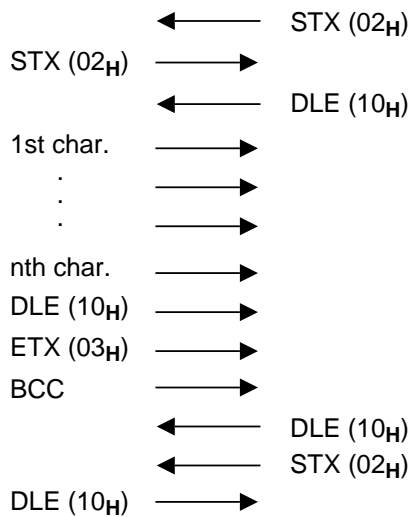 STX (02H)
STX (02H)
DLE (10H)
1st char.
.
.
.
nth char.
DLE (10H)
ETX (03H)
BCC
DLE (10H)
STX (02H)
DLE (10H)